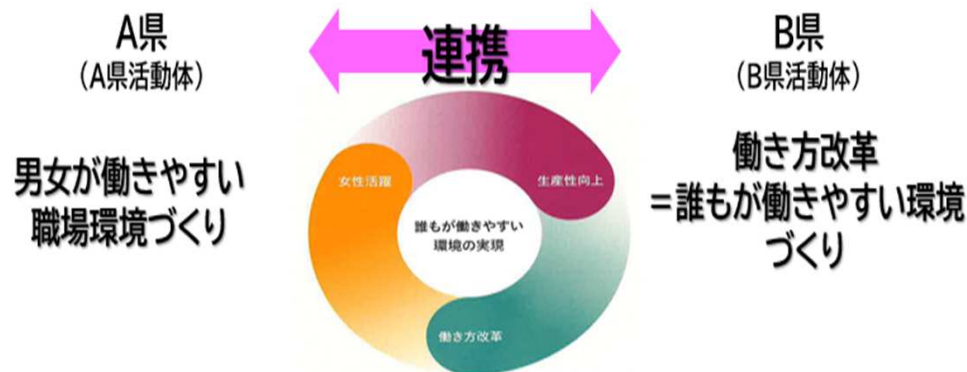 A県
（A県活動体）
男女が働きやすい
職場環境づくり
連携
女性活躍
生産性向上
誰もが働きやすい
環境の実現
働き方改革
B県
（B県活動体）
働き方改革
＝誰もが働きやすい環境
づくり